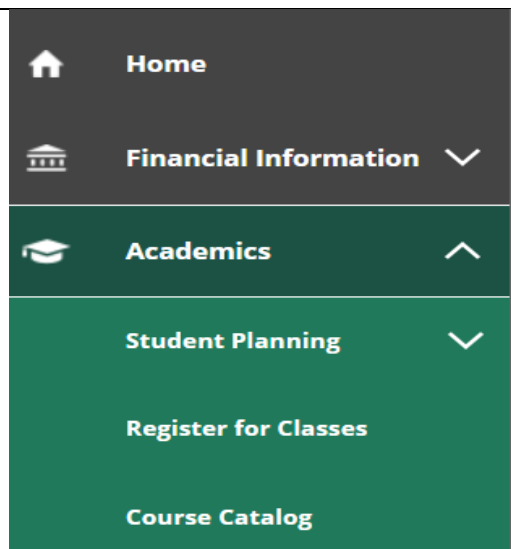 Home
Financial Information
Academics
Student Planning
Register for Classes
Course Catalog